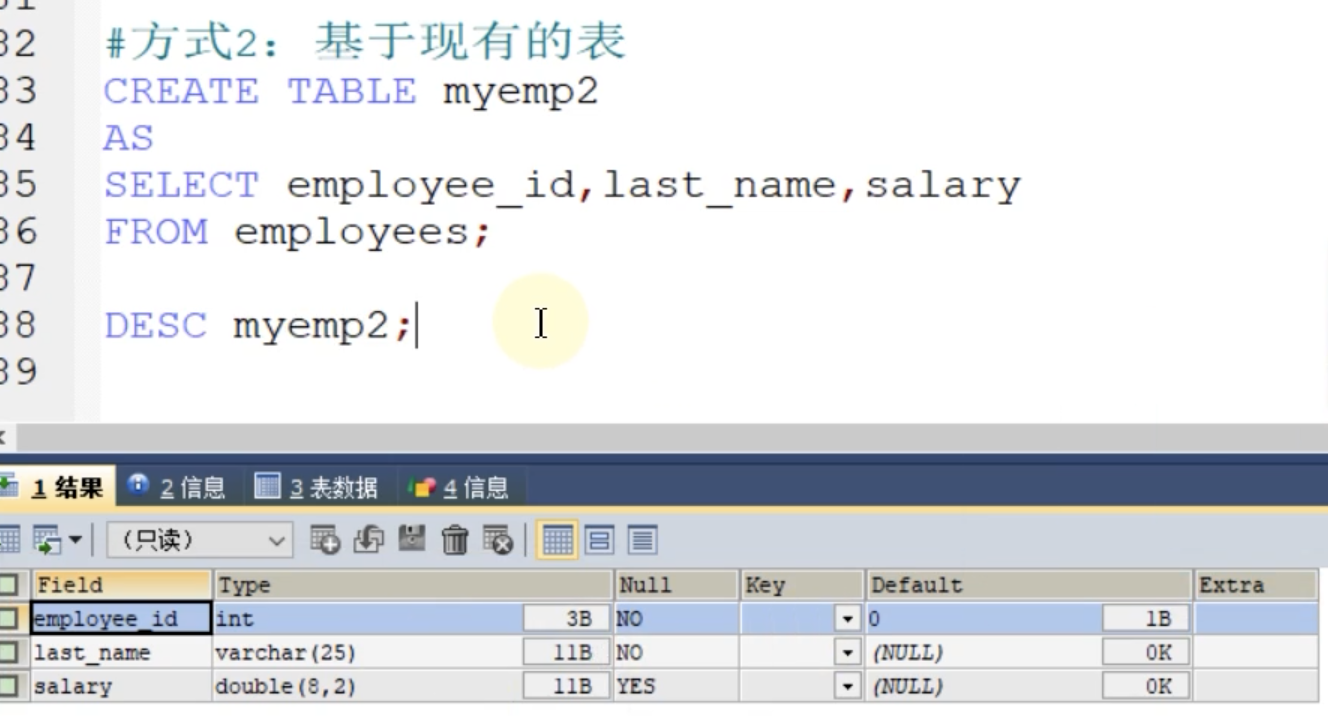 #方式2：基于现有的表
33 CREATE TABLE myemp2
34 AS
35 SELECT employee_id,last_name,salary
36 FROM employees;
37
38 DESC myemp2;
39
1 结果 2 信息 3 表数据 4 信息
（只读）
Field Type Null Key Default Extra
employee_id int 3B NO 0 1B
last_name varchar(25) 11B NO (NULL) 0K
salary double(8,2) 11B YES (NULL) 0K